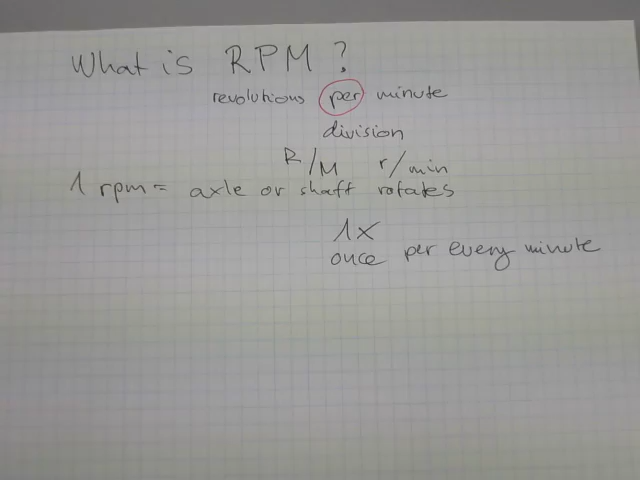 What is RPM?
revolutions per minute
division
R/M r/min
1 rpm = axle or shaft rotates
1x
once per every minute